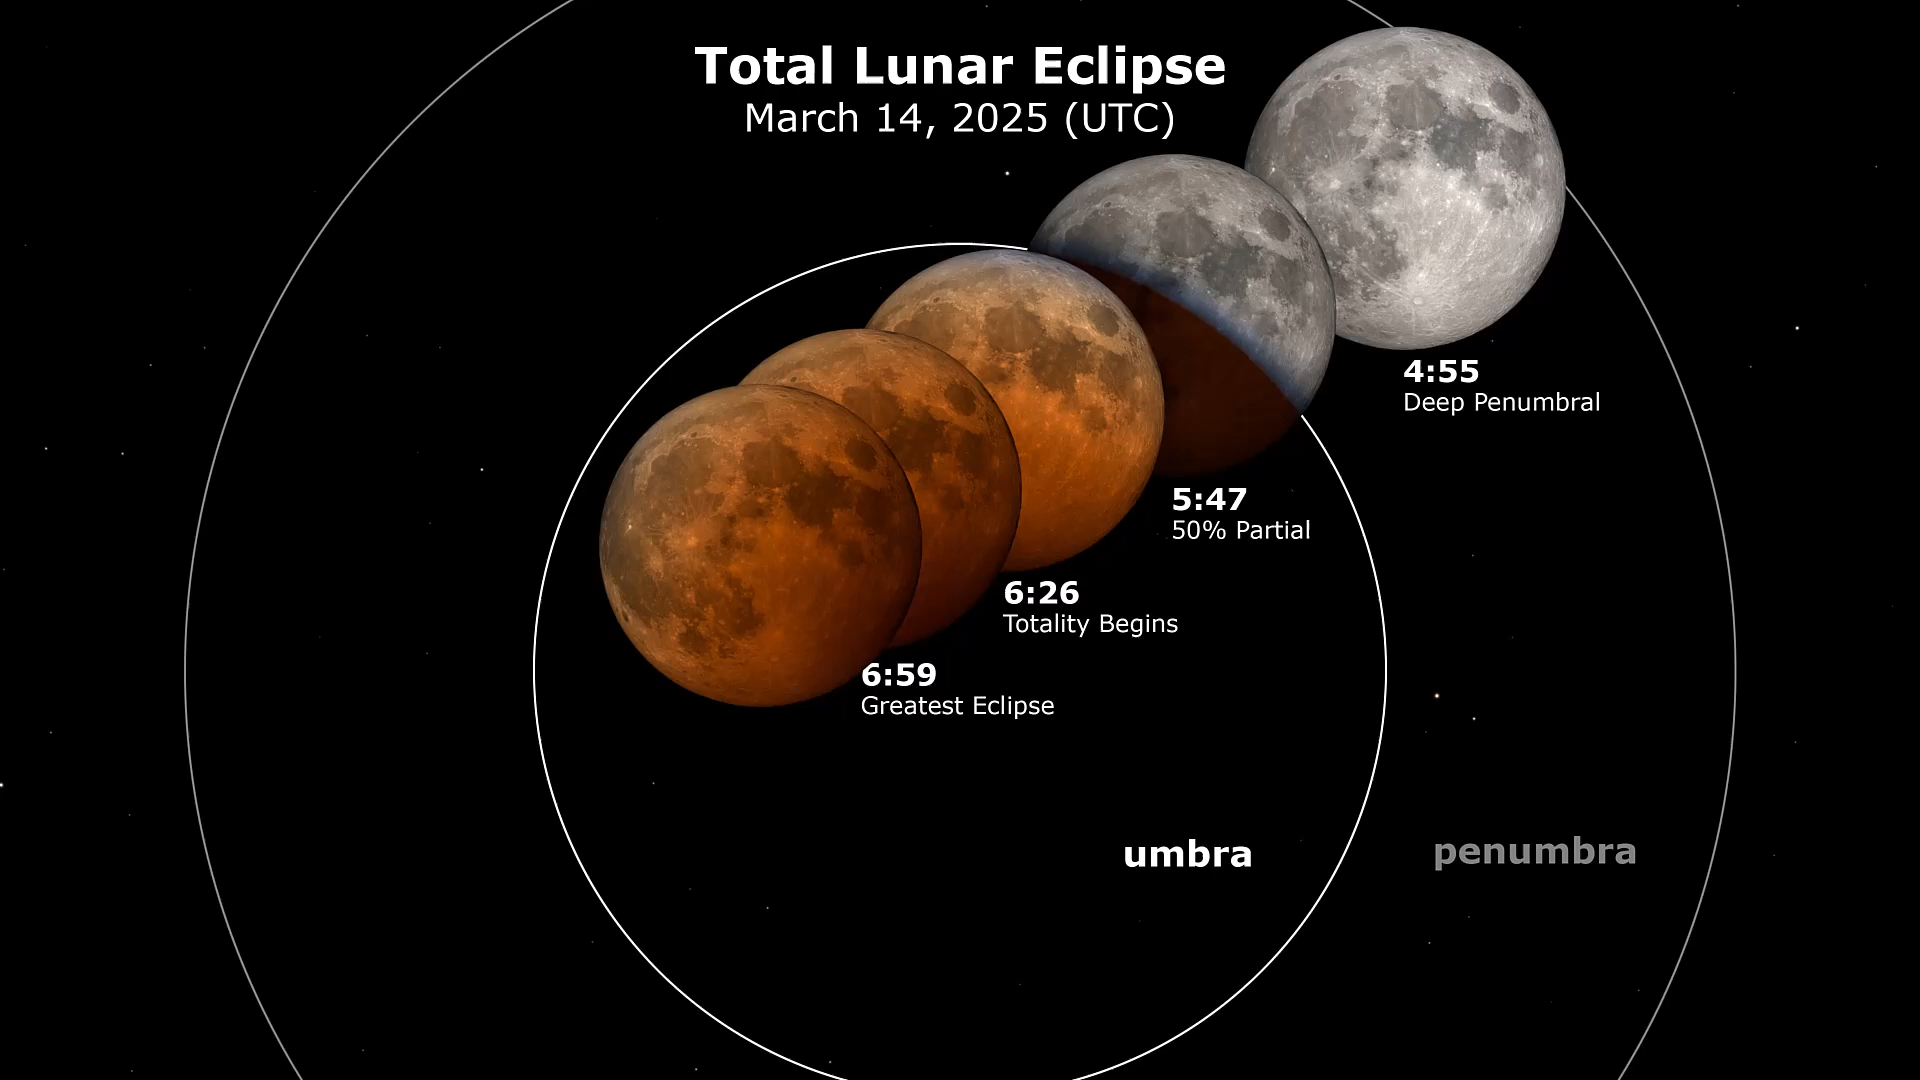 Total Lunar Eclipse
March 14, 2025 (UTC)
4:55
Deep Penumbral
5:47
50% Partial
6:26
Totality Begins
6:59
Greatest Eclipse
umbra
penumbra